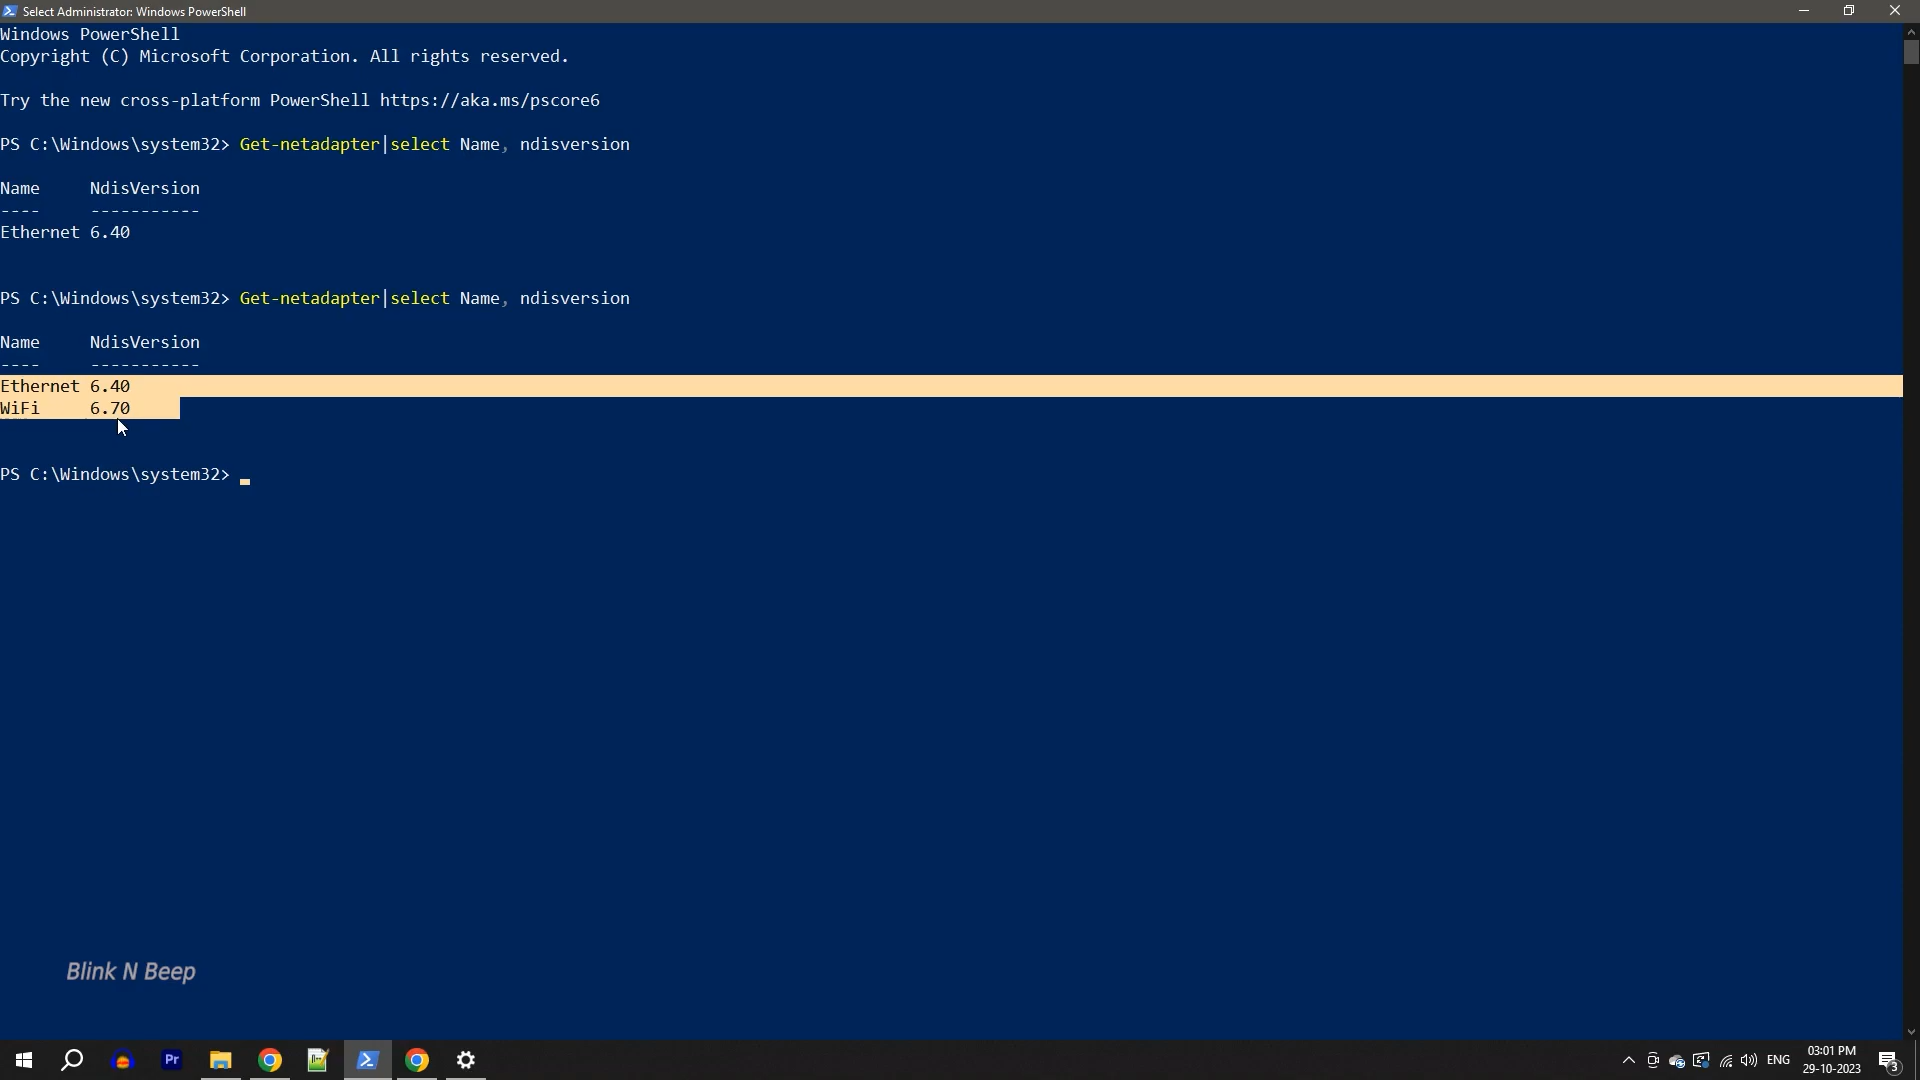 Select Administrator: Windows PowerShell
Windows PowerShell
Copyright (C) Microsoft Corporation. All rights reserved.
Try the new cross-platform PowerShell https://aka.ms/pscore6
PS C:\Windows\system32> Get-netadapter|select Name, ndisversion
Name     NdisVersion
----     -----------
Ethernet 6.40
PS C:\Windows\system32> Get-netadapter|select Name, ndisversion
Name     NdisVersion
----     -----------
Ethernet 6.40
WiFi     6.70
PS C:\Windows\system32>
Blink N Beep
Pr
ENG
03:01 PM
29-10-2023
3